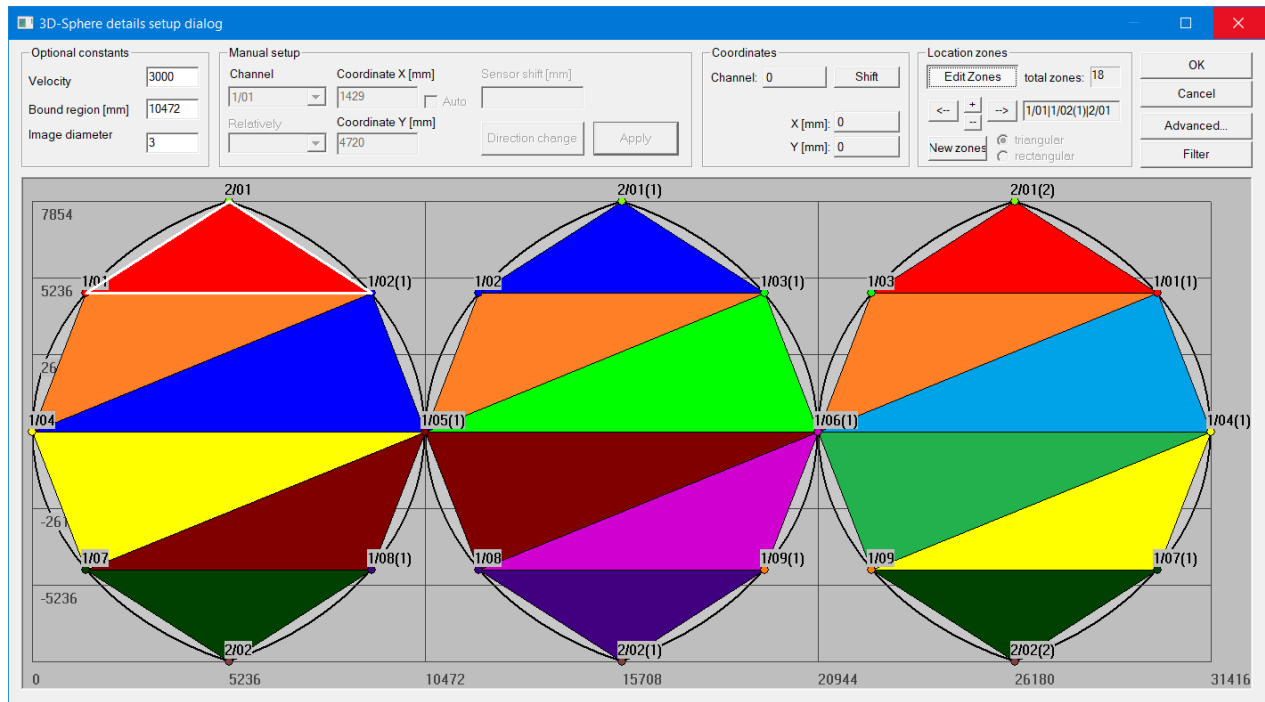 3D-Sphere details setup dialog
Optional constants
Velocity 3000
Bound region [mm] 10472
Image diameter 3
Manual setup
Channel Coordinate X [mm] Sensor shift [mm]
1/01 1429 Auto
Relatively Coordinate Y [mm]
4720 Direction change Apply
Coordinates
Channel: 0 Shift
X [mm]: 0
Y [mm]: 0
Location zones
Edit Zones total zones: 18
<-- + --> 1/01|1/02(1)|2/01
--
New zones triangular
rectangular
OK
Cancel
Advanced...
Filter
2/01 2/01(1) 2/01(2)
7854
1/01 1/02(1) 1/02 1/03(1) 1/03 1/01(1)
5236
26
1/04 1/05(1) 1/06(1) 1/04(1)
-261
1/07 1/08(1) 1/08 1/09(1) 1/09 1/07(1)
-5236
2/02 2/02(1) 2/02(2)
0 5236 10472 15708 20944 26180 31416